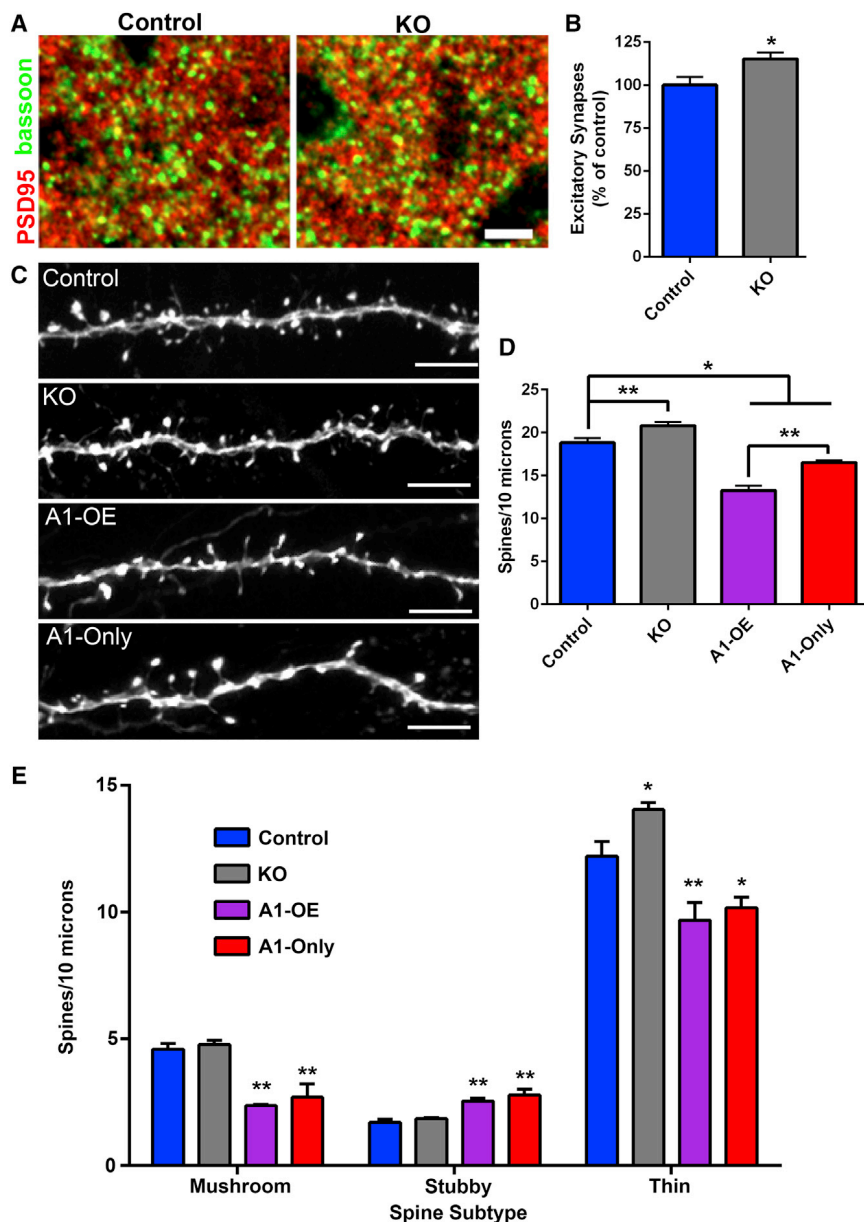 A
Control
KO
PSD95 bassoon
B
Excitatory Synapses
(% of control)
125
100
75
50
25
0
*
Control
KO
C
Control
KO
A1-OE
A1-Only
D
Spines/10 microns
25
20
15
10
5
0
*
**
**
Control
KO
A1-OE
A1-Only
E
Spines/10 microns
15
10
5
0
Control
KO
A1-OE
A1-Only
** **
** **
* ** *
Mushroom Stubby Thin
Spine Subtype